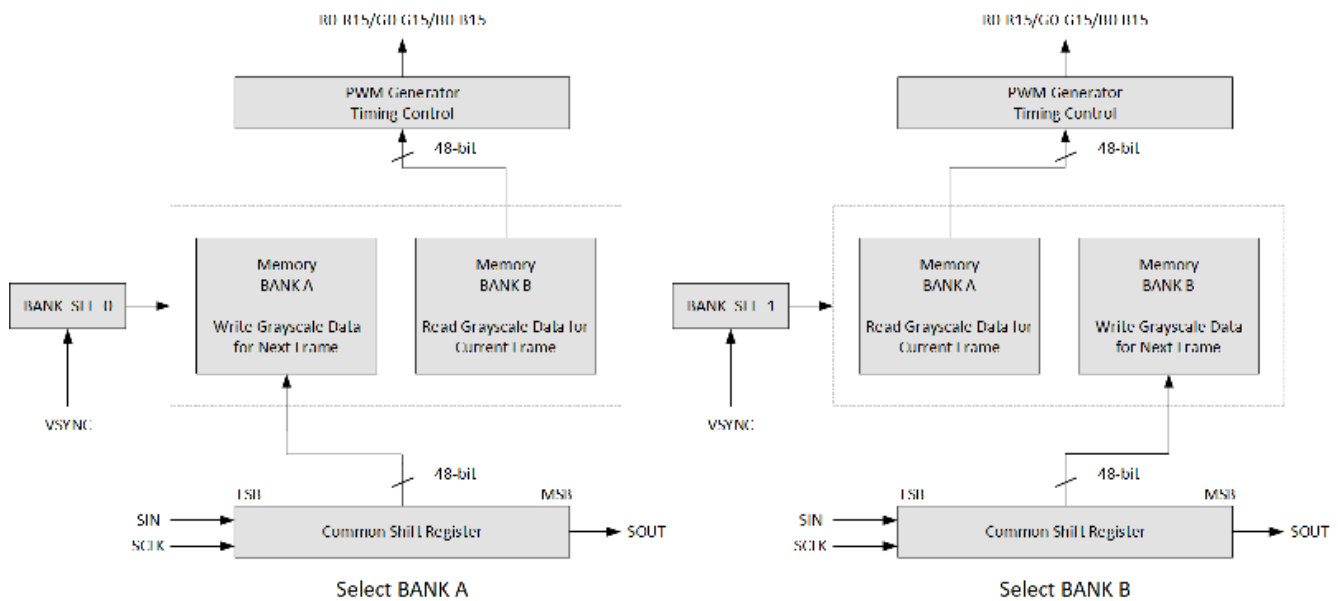 R0-R15/G0-G15/B0-B15
PWM Generator
Timing Control
48-bit
Memory
BANK A
Write Grayscale Data
for Next Frame
Memory
BANK B
Read Grayscale Data for
Current Frame
BANK_SEL=0
VSYNC
48-bit
LSB
MSB
SIN
SCLK
Common Shift Register
SOUT
Select BANK A
R0-R15/G0-G15/B0-B15
PWM Generator
Timing Control
48-bit
Memory
BANK A
Read Grayscale Data for
Current Frame
Memory
BANK B
Write Grayscale Data
for Next Frame
BANK_SEL=1
VSYNC
48-bit
LSB
MSB
SIN
SCLK
Common Shift Register
SOUT
Select BANK B